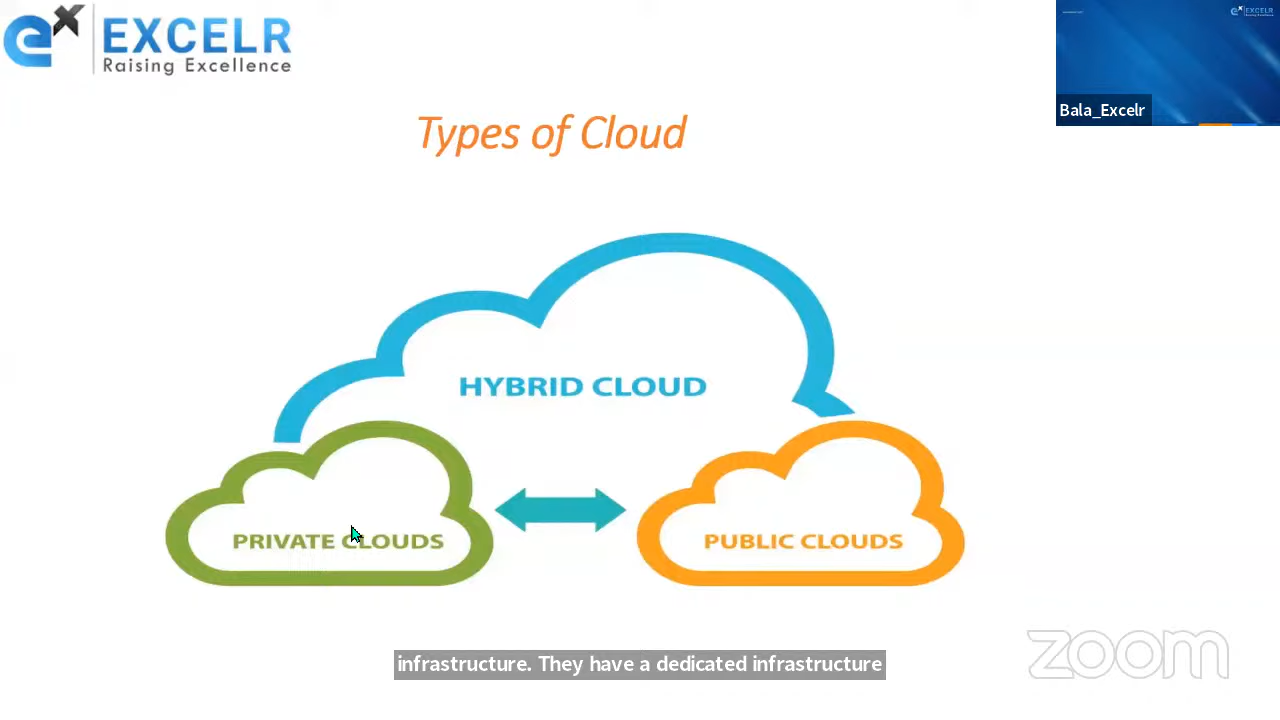 EXCELR
Raising Excellence
EXCELR
Bala_Excelr
Types of Cloud
HYBRID CLOUD
PRIVATE CLOUDS
PUBLIC CLOUDS
zoom
infrastructure. They have a dedicated infrastructure